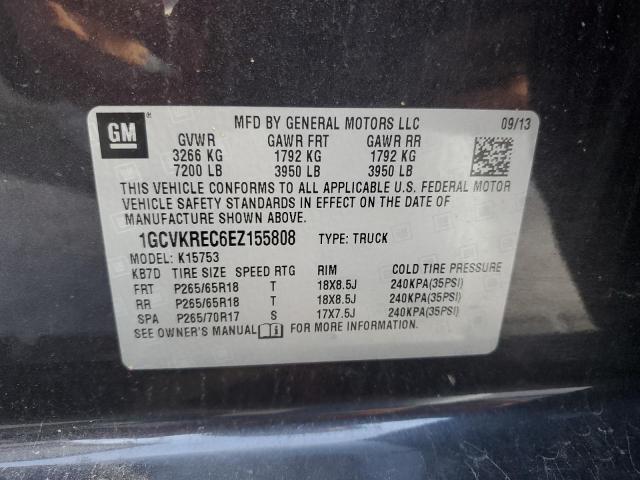 GM
MFD BY GENERAL MOTORS LLC 09/13
GVWR GAWR FRT GAWR RR
3266 KG 1792 KG 1792 KG
7200 LB 3950 LB 3950 LB
THIS VEHICLE CONFORMS TO ALL APPLICABLE U.S. FEDERAL MOTOR
VEHICLE SAFETY STANDARDS IN EFFECT ON THE DATE OF
MANUFACTURE SHOWN ABOVE.
1GCVKREC6EZ155808 TYPE: TRUCK
MODEL: K15753
KB7D TIRE SIZE SPEED RTG RIM COLD TIRE PRESSURE
FRT P265/65R18 T 18X8.5J 240KPA(35PSI)
RR P265/65R18 T 18X8.5J 240KPA(35PSI)
SPA P265/70R17 S 17X7.5J 240KPA(35PSI)
SEE OWNER'S MANUAL FOR MORE INFORMATION.